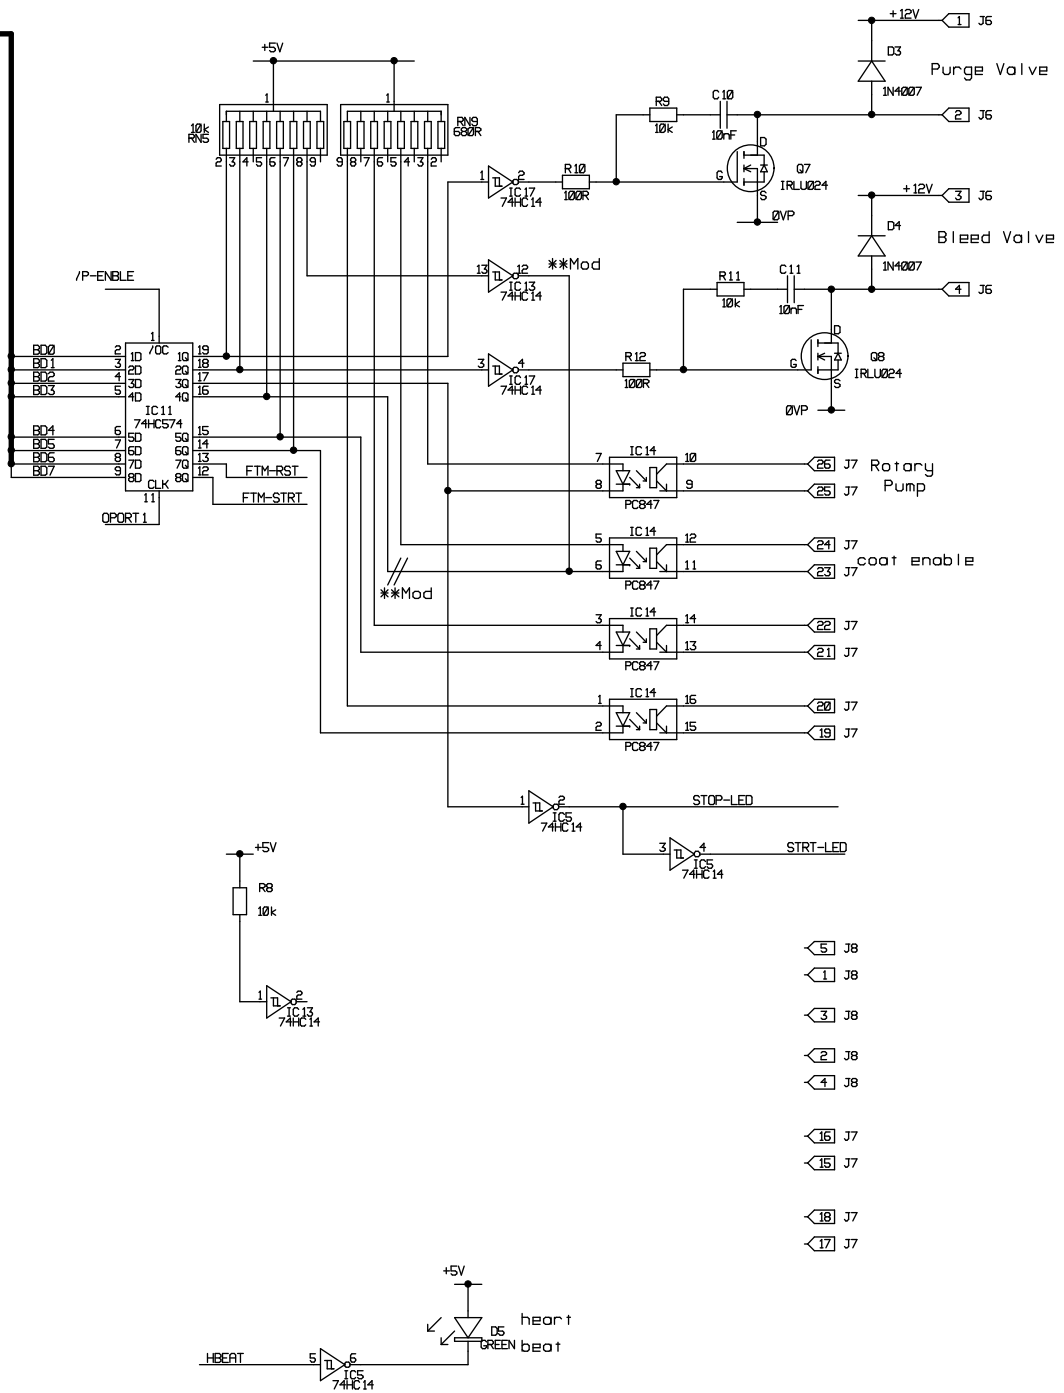 +12V
1 J6
D3
Purge Valve
1N4007
2 J6
+5V
1
1
10k
RN5
RN9
680R
2 3 4 5 6 7 8 9
9 8 7 6 5 4 3 2
R9
10k
C10
10nF
D
G
S
Q7
IRLU024
0VP
1
2
IC17
74HC14
R10
100R
+12V
3 J6
D4
Bleed Valve
1N4007
4 J6
/P-ENBLE
13
12
IC13
74HC14
**Mod
R11
10k
C11
10nF
D
G
S
Q8
IRLU024
0VP
3
4
IC17
74HC14
R12
100R
1
/OC
BD0 2 1D 1Q 19
BD1 3 2D 2Q 18
BD2 4 3D 3Q 17
BD3 5 4D 4Q 16
IC11
74HC574
BD4 6 5D 5Q 15
BD5 7 6D 6Q 14
BD6 8 7D 7Q 13
BD7 9 8D 8Q 12
CLK
11
OPORT1
FTM-RST
FTM-STRT
IC14
7 10
8 9
PC847
26 J7
25 J7
Rotary
Pump
IC14
5 12
6 11
PC847
24 J7
23 J7
coat enable
**Mod
IC14
3 14
4 13
PC847
22 J7
21 J7
IC14
1 16
2 15
PC847
20 J7
19 J7
1
2
IC5
74HC14
STOP-LED
3
4
IC5
74HC14
STRT-LED
+5V
R8
10k
1
2
IC13
74HC14
5 J8
1 J8
3 J8
2 J8
4 J8
16 J7
15 J7
18 J7
17 J7
+5V
D5
GREEN
heart
beat
HBEAT
5
6
IC5
74HC14